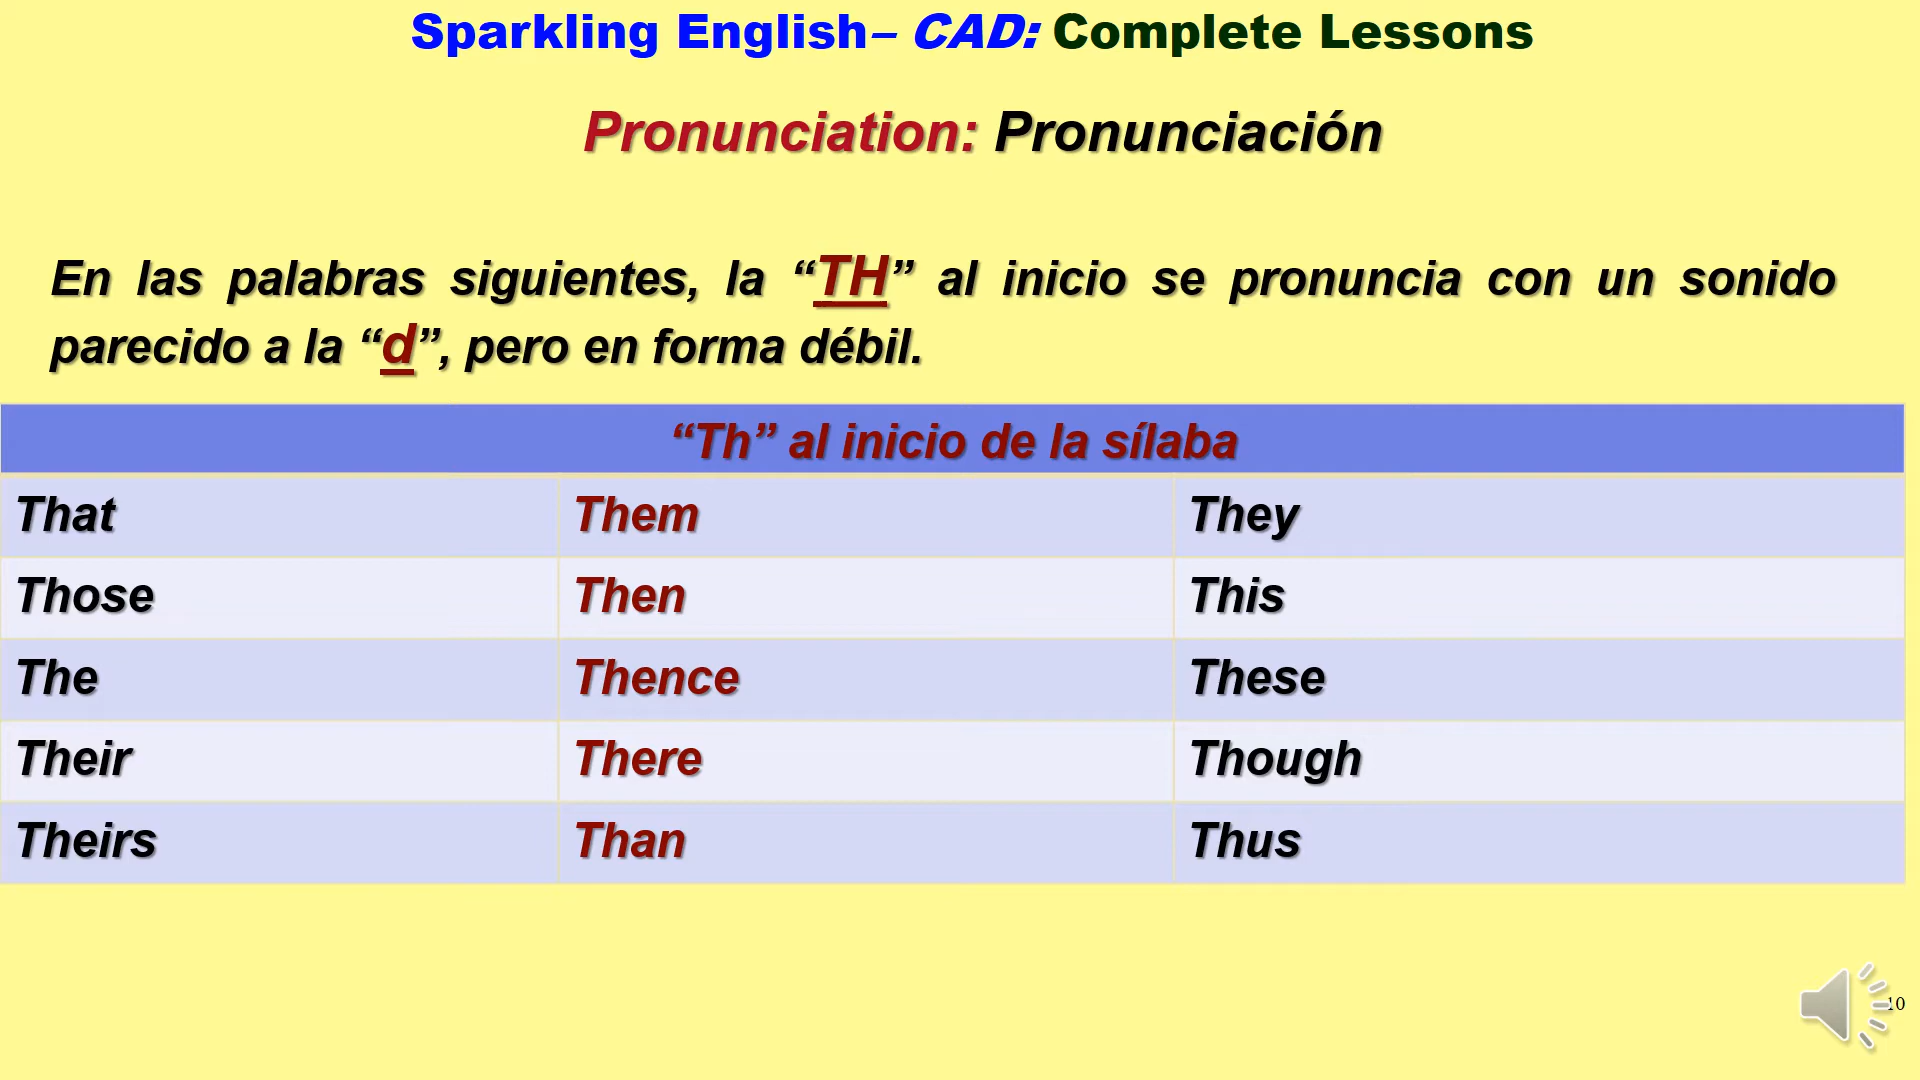 Sparkling English– CAD: Complete Lessons
Pronunciation: Pronunciación
En las palabras siguientes, la “TH” al inicio se pronuncia con un sonido
parecido a la “d”, pero en forma débil.
“Th” al inicio de la sílaba
That Them They
Those Then This
The Thence These
Their There Though
Theirs Than Thus
10